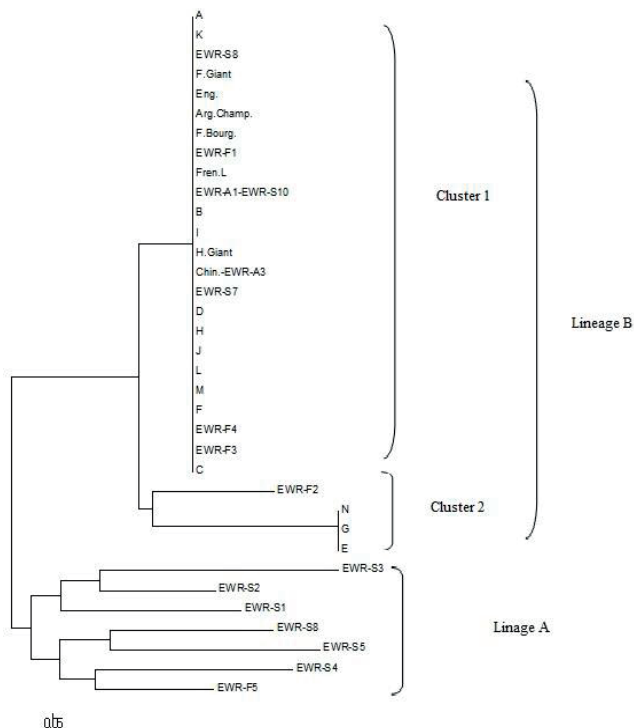 A
K
EWR-S8
F.Giant
Eng.
Arg.Champ.
F.Bourg.
EWR-F1
Fren.L
EWR-A1-EWR-S10
B
I
H.Giant
Chin.-EWR-A3
EWR-S7
D
H
J
L
M
F
EWR-F4
EWR-F3
C
Cluster 1
Lineage B
EWR-F2
N
G
E
Cluster 2
EWR-S3
EWR-S2
EWR-S1
EWR-S8
EWR-S5
EWR-S4
EWR-F5
Linage A